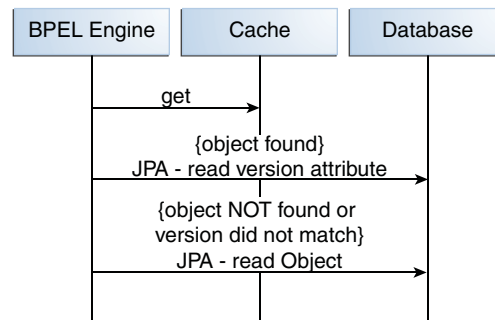 BPEL Engine
Cache
Database
get
{object found}
JPA - read version attribute
{object NOT found or
version did not match}
JPA - read Object